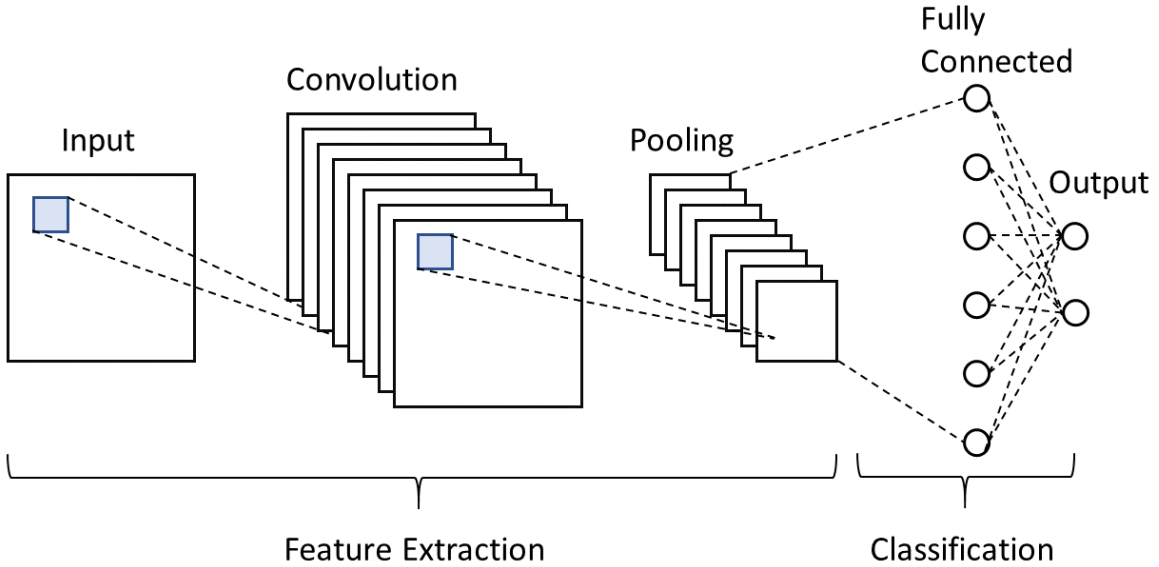 Fully
Connected
Convolution
Input
Pooling
Output
Feature Extraction
Classification